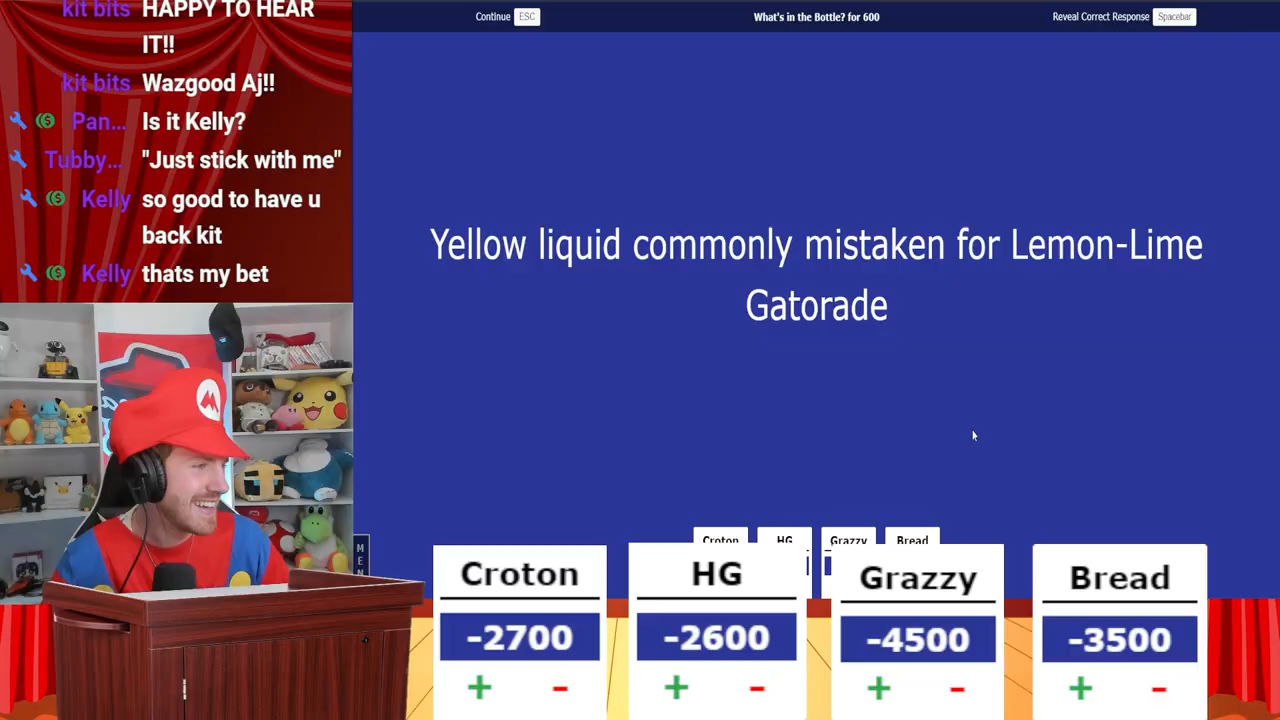 kit bits HAPPY TO HEAR
IT!!
kit bits Wazgood Aj!!
Pan... Is it Kelly?
Tubby... "Just stick with me"
Kelly so good to have u
back kit
Kelly thats my bet
Continue ESC
What's in the Bottle? for 600
Reveal Correct Response Spacebar
Yellow liquid commonly mistaken for Lemon-Lime
Gatorade
M
MEN
Croton HG Grazzy Bread
Croton HG Grazzy Bread
-2700 -2600 -4500 -3500
+ - + - + - + -